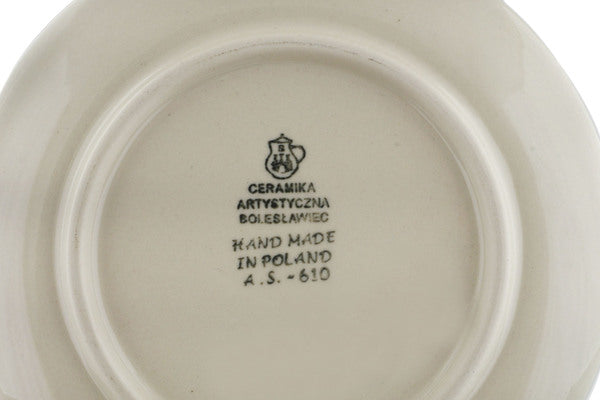 CERAMIKA
ARTYSTYCZNA
BOLESŁAWIEC
HAND MADE
IN POLAND
A.S.-610